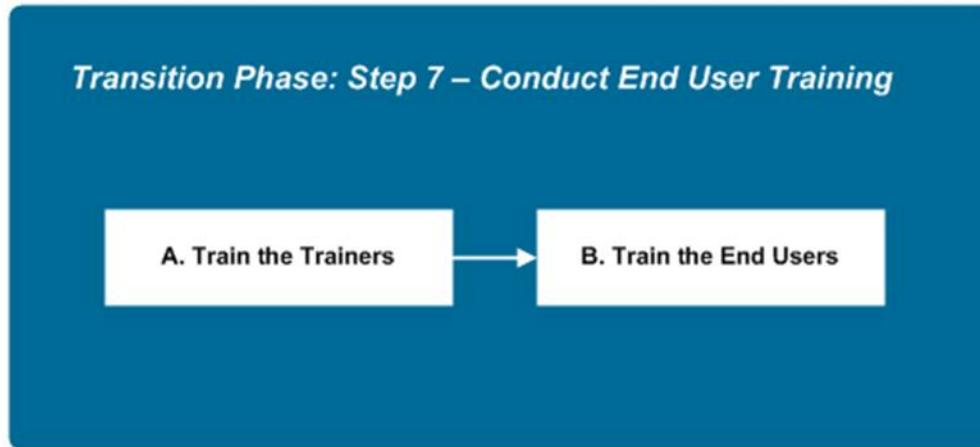 Transition Phase: Step 7 – Conduct End User Training
A. Train the Trainers
B. Train the End Users